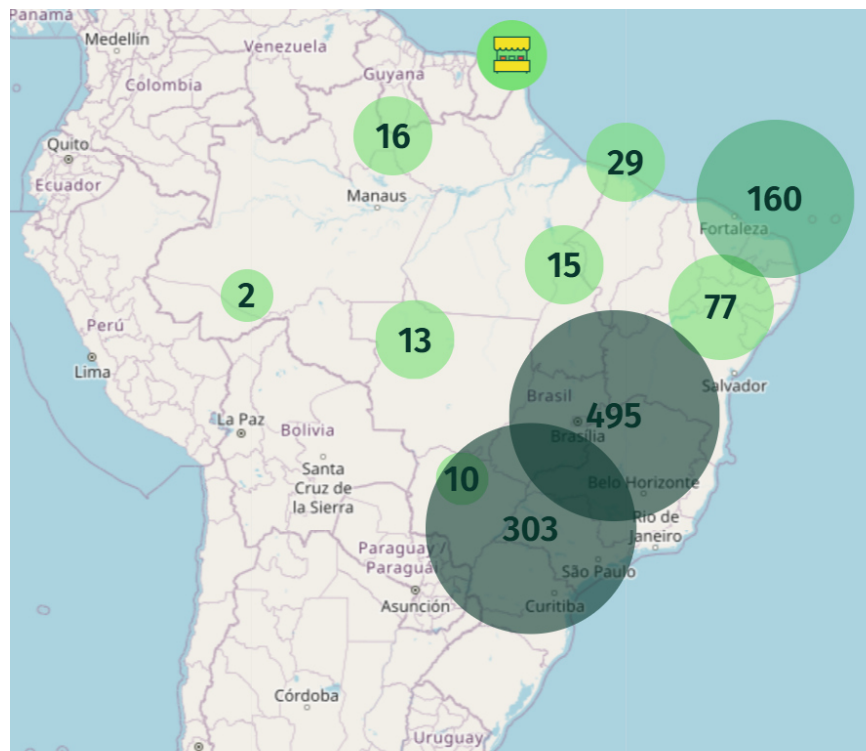 Panamá
Medellín
Venezuela
Guyana
Colombia
16
29
Quito
160
Ecuador
Manaus
Fortaleza
15
2
77
13
Perú
Lima
Salvador
Brasil
495
La Paz
Brasília
Bolivia
Santa
Cruz de
la Sierra
10
Belo Horizonte
303
Rio de
Janeiro
Paraguay /
Paraguái
São Paulo
Asunción
Curitiba
Córdoba
Uruguay